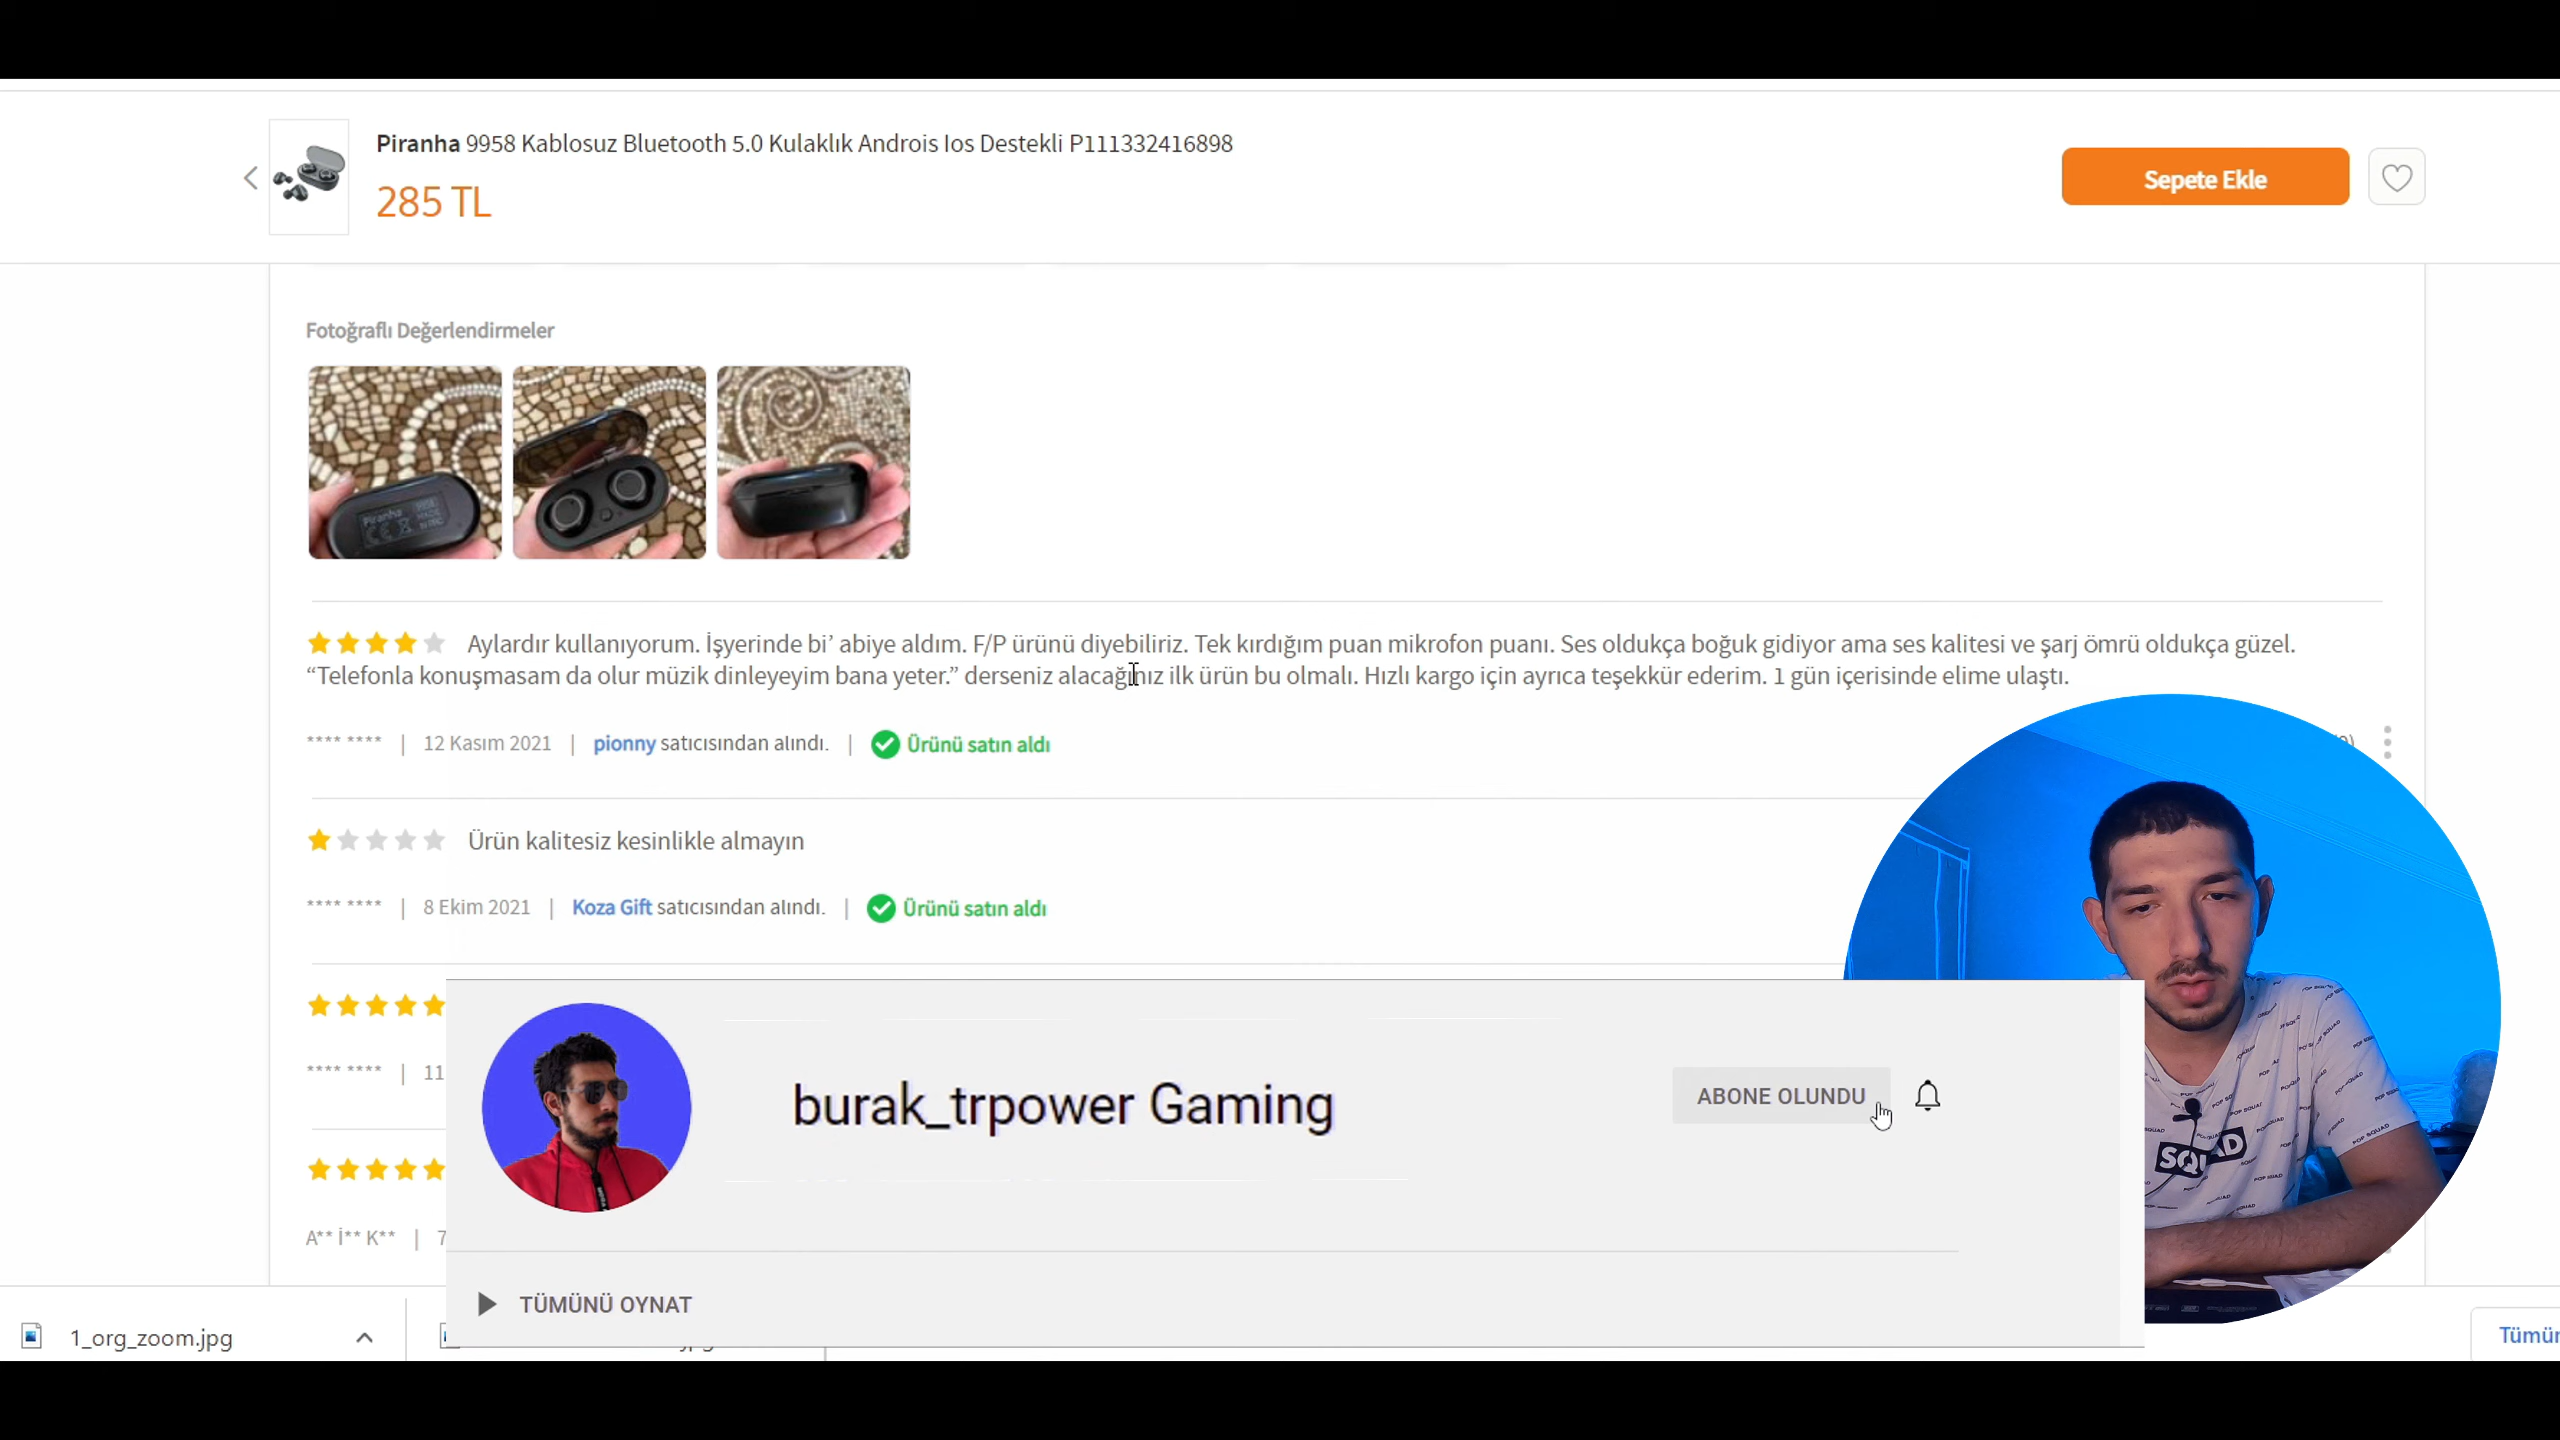 Piranha 9958 Kablosuz Bluetooth 5.0 Kulaklık Androis Ios Destekli P111332416898
285 TL
Sepete Ekle
Fotoğraflı Değerlendirmeler
Aylardır kullanıyorum. İşyerinde bi’ abiye aldım. F/P ürünü diyebiliriz. Tek kırdığım puan mikrofon puanı. Ses oldukça boğuk gidiyor ama ses kalitesi ve şarj ömrü oldukça güzel.
“Telefonla konuşmasam da olur müzik dinleyeyim bana yeter.” derseniz alacağınız ilk ürün bu olmalı. Hızlı kargo için ayrıca teşekkür ederim. 1 gün içerisinde elime ulaştı.
**** **** | 12 Kasım 2021 | pionny satıcısından alındı. | Ürünü satın aldı
Ürün kalitesiz kesinlikle almayın
**** **** | 8 Ekim 2021 | Koza Gift satıcısından alındı. | Ürünü satın aldı
**** **** | 11
A** İ** K** | 7
burak_trpower Gaming
ABONE OLUNDU
TÜMÜNÜ OYNAT
SQUAD
1_org_zoom.jpg